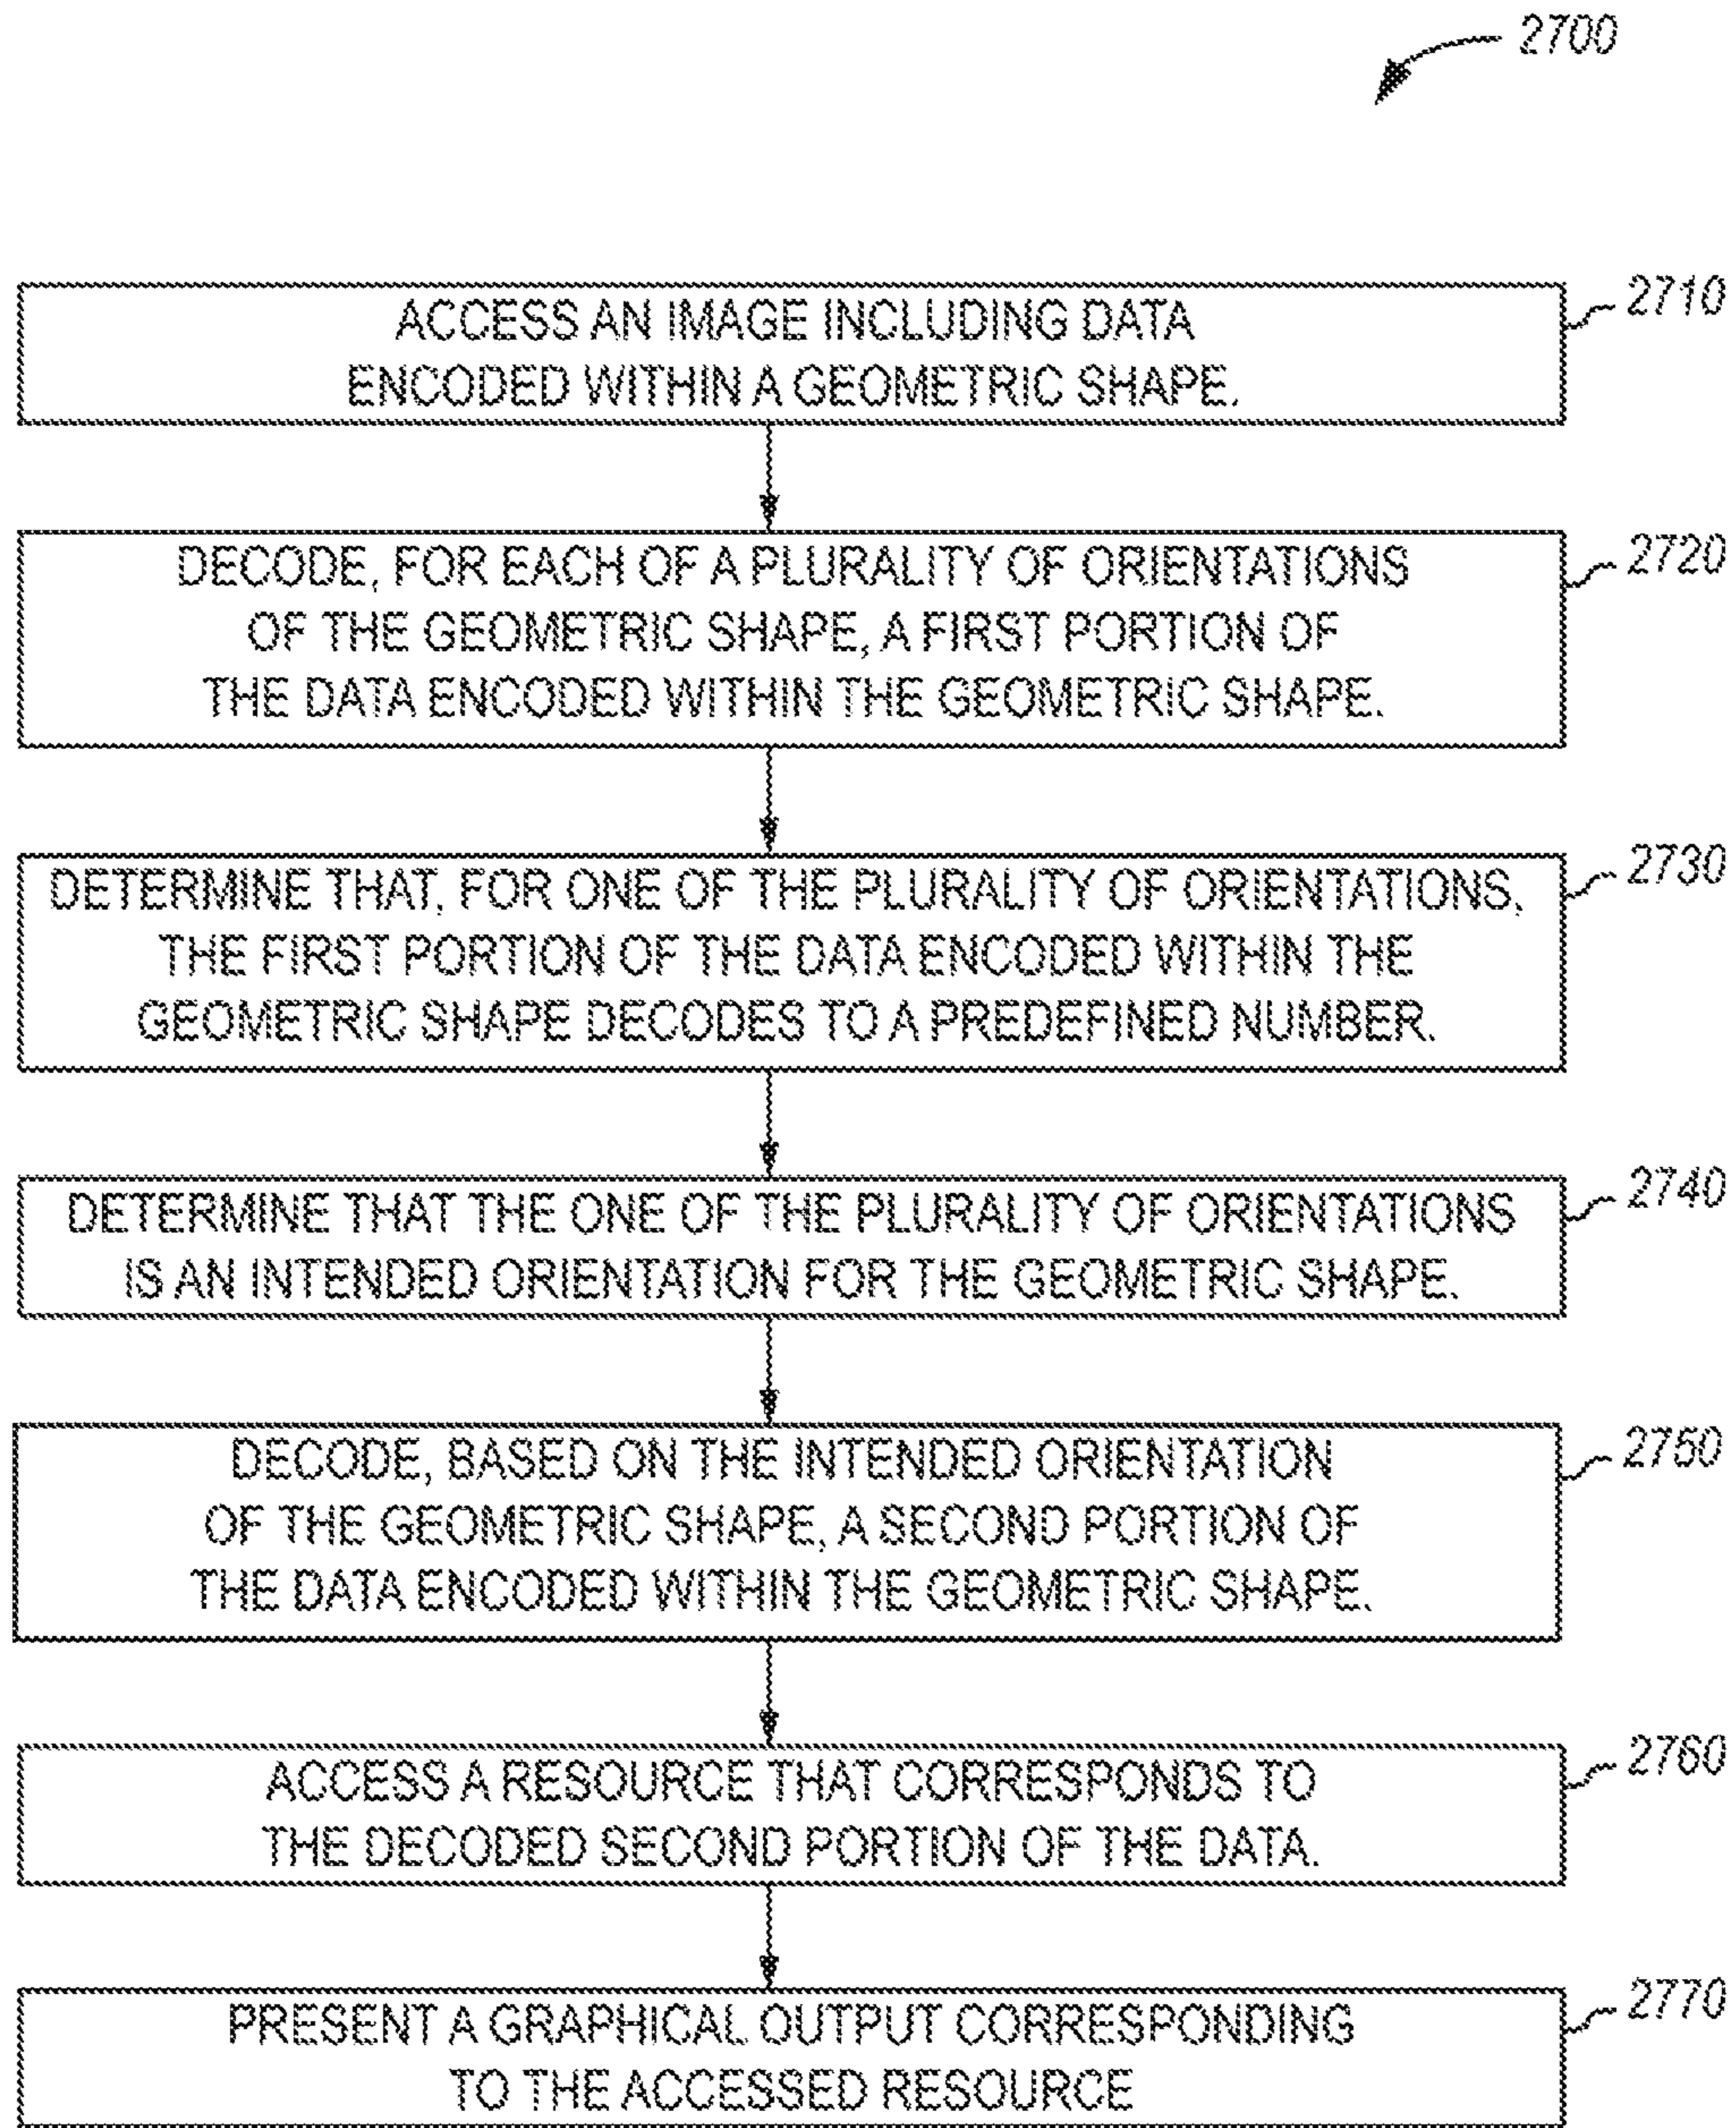 2700
ACCESS AN IMAGE INCLUDING DATA
ENCODED WITHIN A GEOMETRIC SHAPE.
2710
DECODE, FOR EACH OF A PLURALITY OF ORIENTATIONS
OF THE GEOMETRIC SHAPE, A FIRST PORTION OF
THE DATA ENCODED WITHIN THE GEOMETRIC SHAPE.
2720
DETERMINE THAT, FOR ONE OF THE PLURALITY OF ORIENTATIONS,
THE FIRST PORTION OF THE DATA ENCODED WITHIN THE
GEOMETRIC SHAPE DECODES TO A PREDEFINED NUMBER.
2730
DETERMINE THAT THE ONE OF THE PLURALITY OF ORIENTATIONS
IS AN INTENDED ORIENTATION FOR THE GEOMETRIC SHAPE.
2740
DECODE, BASED ON THE INTENDED ORIENTATION
OF THE GEOMETRIC SHAPE, A SECOND PORTION OF
THE DATA ENCODED WITHIN THE GEOMETRIC SHAPE.
2750
ACCESS A RESOURCE THAT CORRESPONDS TO
THE DECODED SECOND PORTION OF THE DATA.
2760
PRESENT A GRAPHICAL OUTPUT CORRESPONDING
TO THE ACCESSED RESOURCE
2770